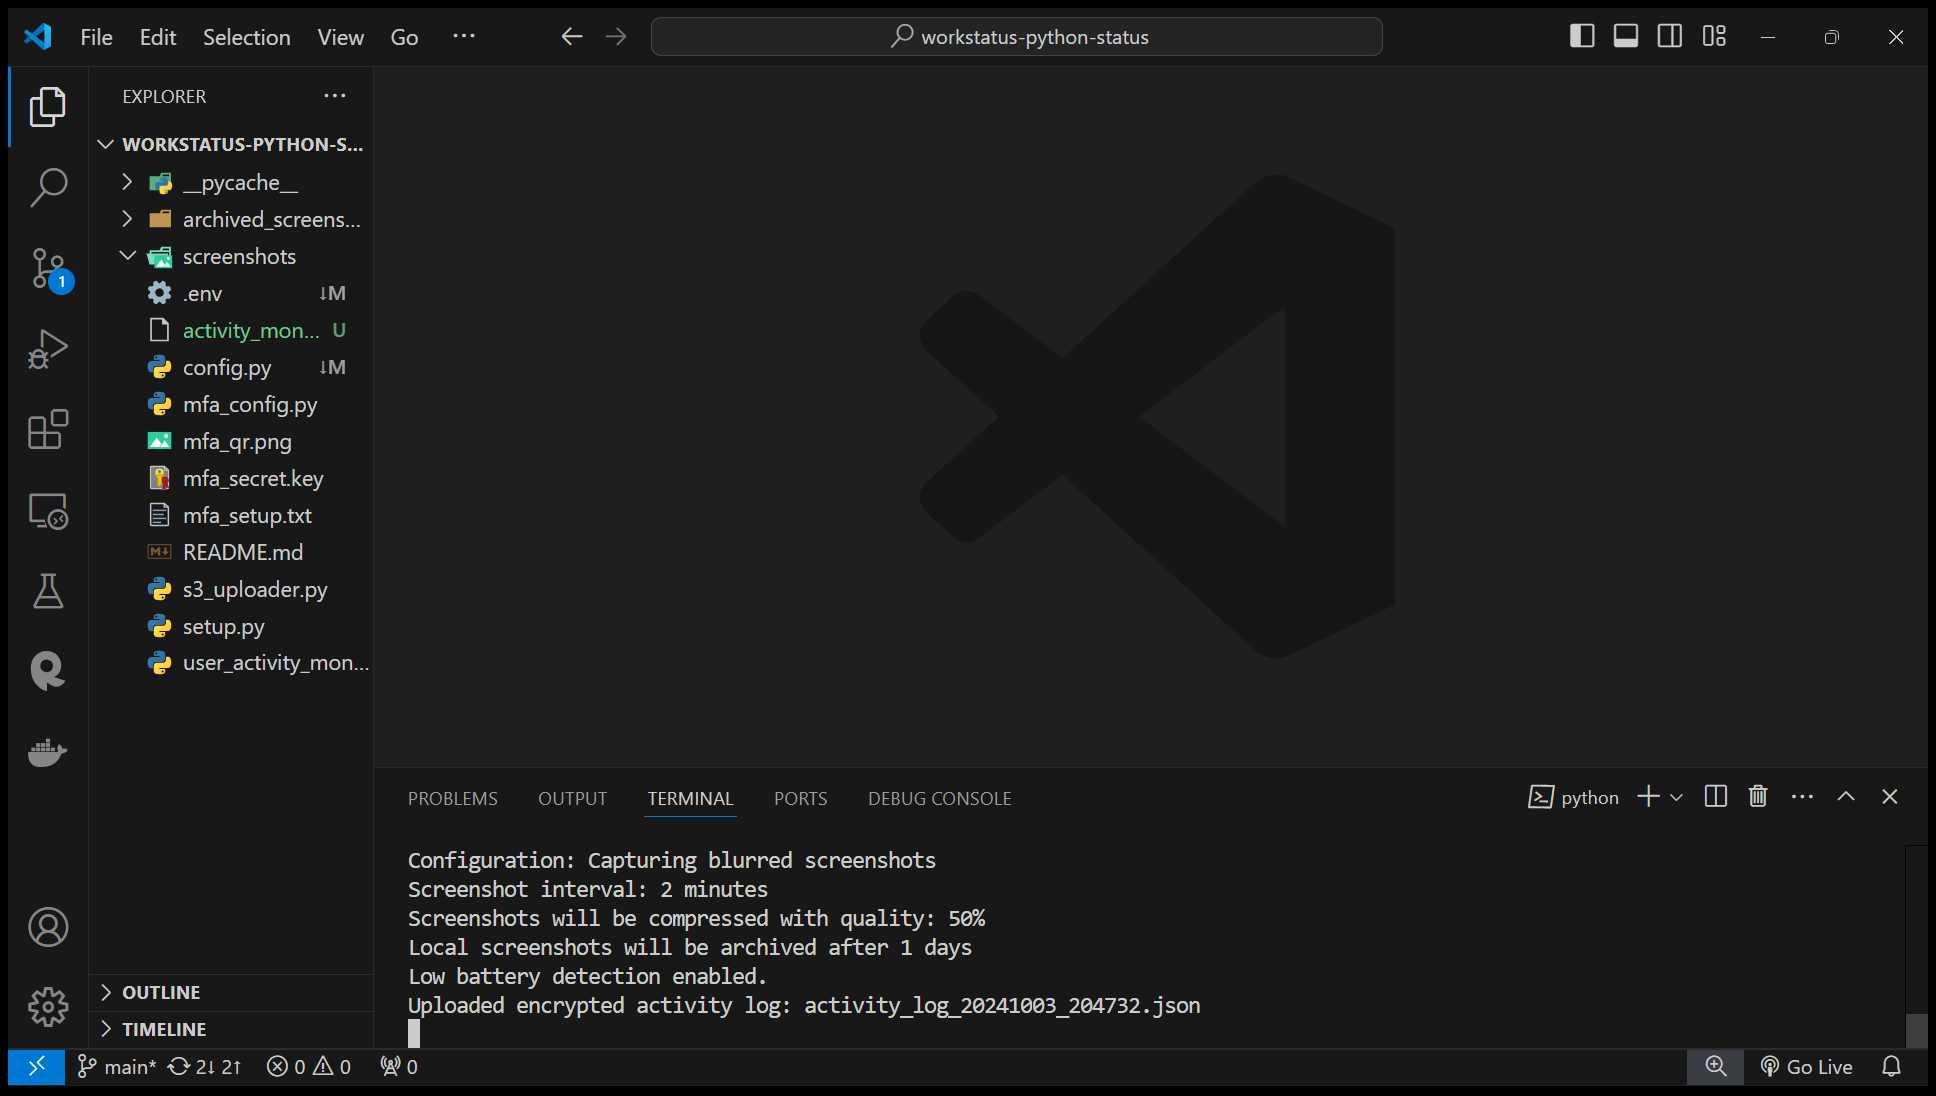 File Edit Selection View Go ...
workstatus-python-status
EXPLORER ...
WORKSTATUS-PYTHON-S...
__pycache__
archived_screens...
screenshots
.env ↓M
activity_mon... U
config.py ↓M
mfa_config.py
mfa_qr.png
mfa_secret.key
mfa_setup.txt
README.md
s3_uploader.py
setup.py
user_activity_mon...
OUTLINE
TIMELINE
1
PROBLEMS OUTPUT TERMINAL PORTS DEBUG CONSOLE
python
Configuration: Capturing blurred screenshots
Screenshot interval: 2 minutes
Screenshots will be compressed with quality: 50%
Local screenshots will be archived after 1 days
Low battery detection enabled.
Uploaded encrypted activity log: activity_log_20241003_204732.json
main* 2↓ 2↑ 0 0 0 Go Live